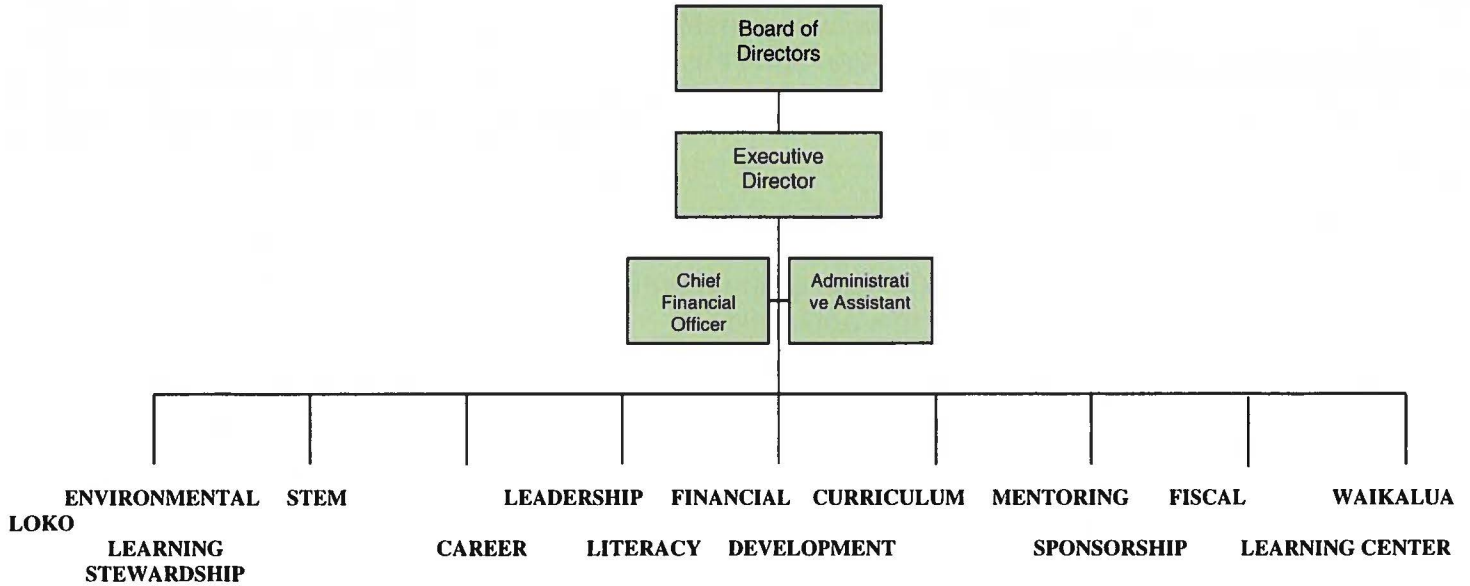 Board of
Directors
Executive
Director
Chief
Financial
Officer
Administrati
ve Assistant
ENVIRONMENTAL STEM LEADERSHIP FINANCIAL CURRICULUM MENTORING FISCAL WAIKALUA
LOKO
LEARNING CAREER LITERACY DEVELOPMENT SPONSORSHIP LEARNING CENTER
STEWARDSHIP